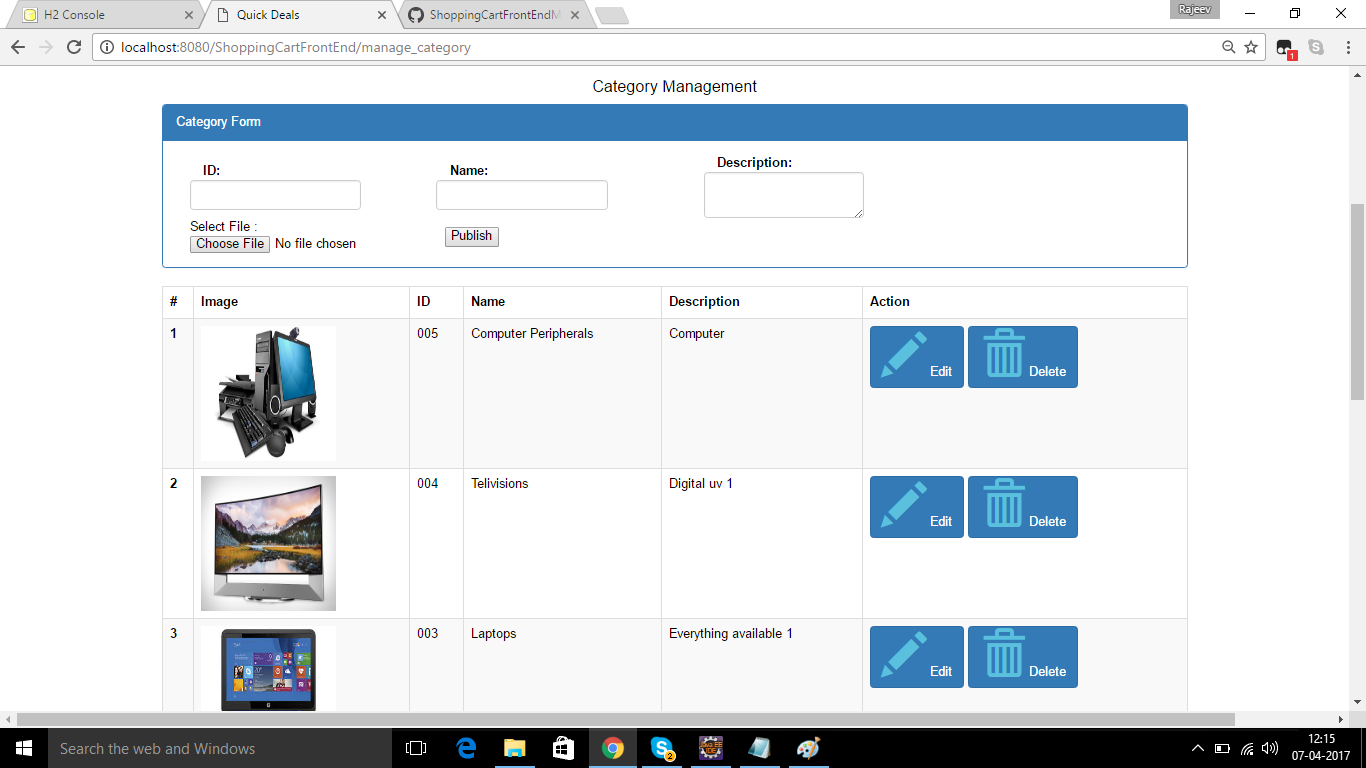 H2 Console
Quick Deals
ShoppingCartFrontEndM
Rajeev
localhost:8080/ShoppingCartFrontEnd/manage_category
1
Category Management
Category Form
ID:
Name:
Description:
Select File :
Choose File No file chosen
Publish
# Image ID Name Description Action
1 005 Computer Peripherals Computer
Edit Delete
2 004 Telivisions Digital uv 1
Edit Delete
3 003 Laptops Everything available 1
Edit Delete
Search the web and Windows
2
12:15
07-04-2017